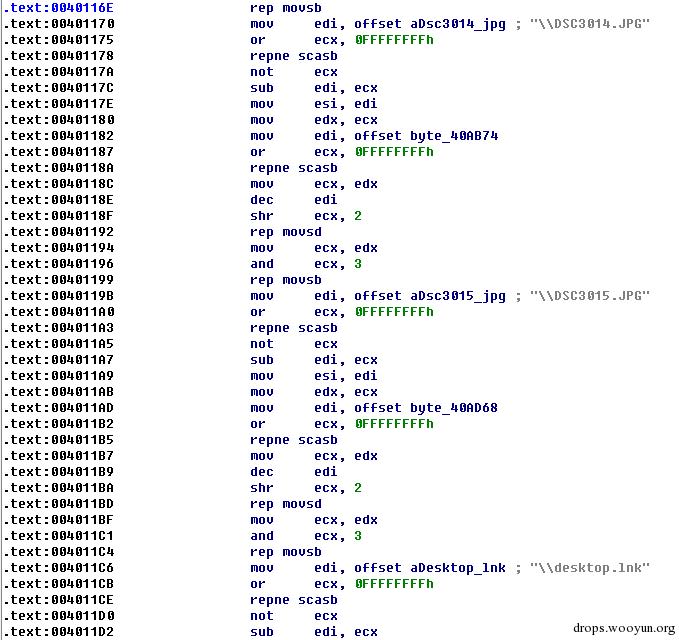 .text:0040116E rep movsb
.text:00401170 mov edi, offset aDsc3014_jpg ; "\\DSC3014.JPG"
.text:00401175 or ecx, 0FFFFFFFFh
.text:00401178 repne scasb
.text:0040117A not ecx
.text:0040117C sub edi, ecx
.text:0040117E mov esi, edi
.text:00401180 mov edx, ecx
.text:00401182 mov edi, offset byte_40AB74
.text:00401187 or ecx, 0FFFFFFFFh
.text:0040118A repne scasb
.text:0040118C mov ecx, edx
.text:0040118E dec edi
.text:0040118F shr ecx, 2
.text:00401192 rep movsd
.text:00401194 mov ecx, edx
.text:00401196 and ecx, 3
.text:00401199 rep movsb
.text:0040119B mov edi, offset aDsc3015_jpg ; "\\DSC3015.JPG"
.text:004011A0 or ecx, 0FFFFFFFFh
.text:004011A3 repne scasb
.text:004011A5 not ecx
.text:004011A7 sub edi, ecx
.text:004011A9 mov esi, edi
.text:004011AB mov edx, ecx
.text:004011AD mov edi, offset byte_40AD68
.text:004011B2 or ecx, 0FFFFFFFFh
.text:004011B5 repne scasb
.text:004011B7 mov ecx, edx
.text:004011B9 dec edi
.text:004011BA shr ecx, 2
.text:004011BD rep movsd
.text:004011BF mov ecx, edx
.text:004011C1 and ecx, 3
.text:004011C4 rep movsb
.text:004011C6 mov edi, offset aDesktop_lnk ; "\\desktop.lnk"
.text:004011CB or ecx, 0FFFFFFFFh
.text:004011CE repne scasb
.text:004011D0 not ecx
.text:004011D2 sub edi, ecx
drops.wooyun.org